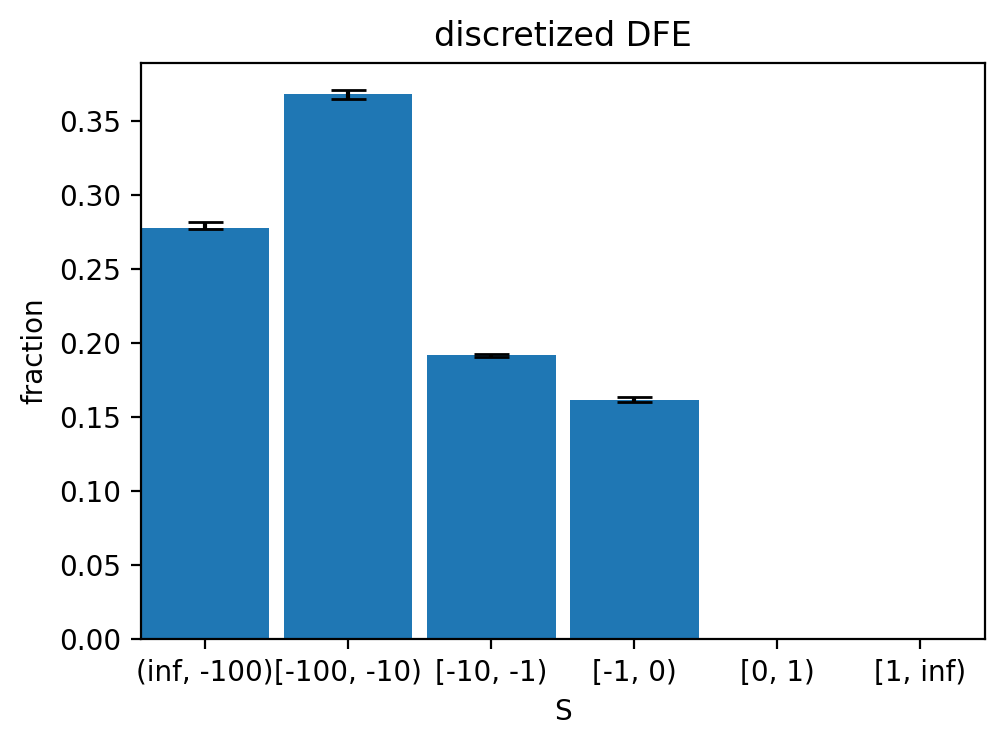 discretized DFE
fraction
0.35
0.30
0.25
0.20
0.15
0.10
0.05
0.00
(inf, -100) [-100, -10) [-10, -1) [-1, 0) [0, 1) [1, inf)
S